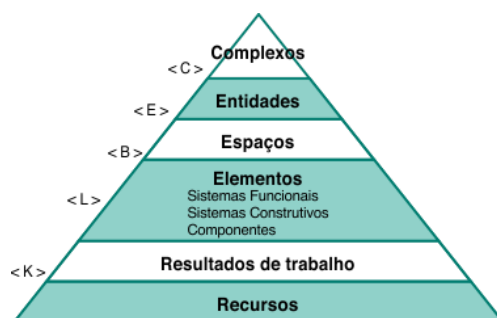 Complexos
< C >
Entidades
< E >
Espaços
< B >
Elementos
Sistemas Funcionais
< L >
Sistemas Construtivos
Componentes
Resultados de trabalho
< K >
Recursos